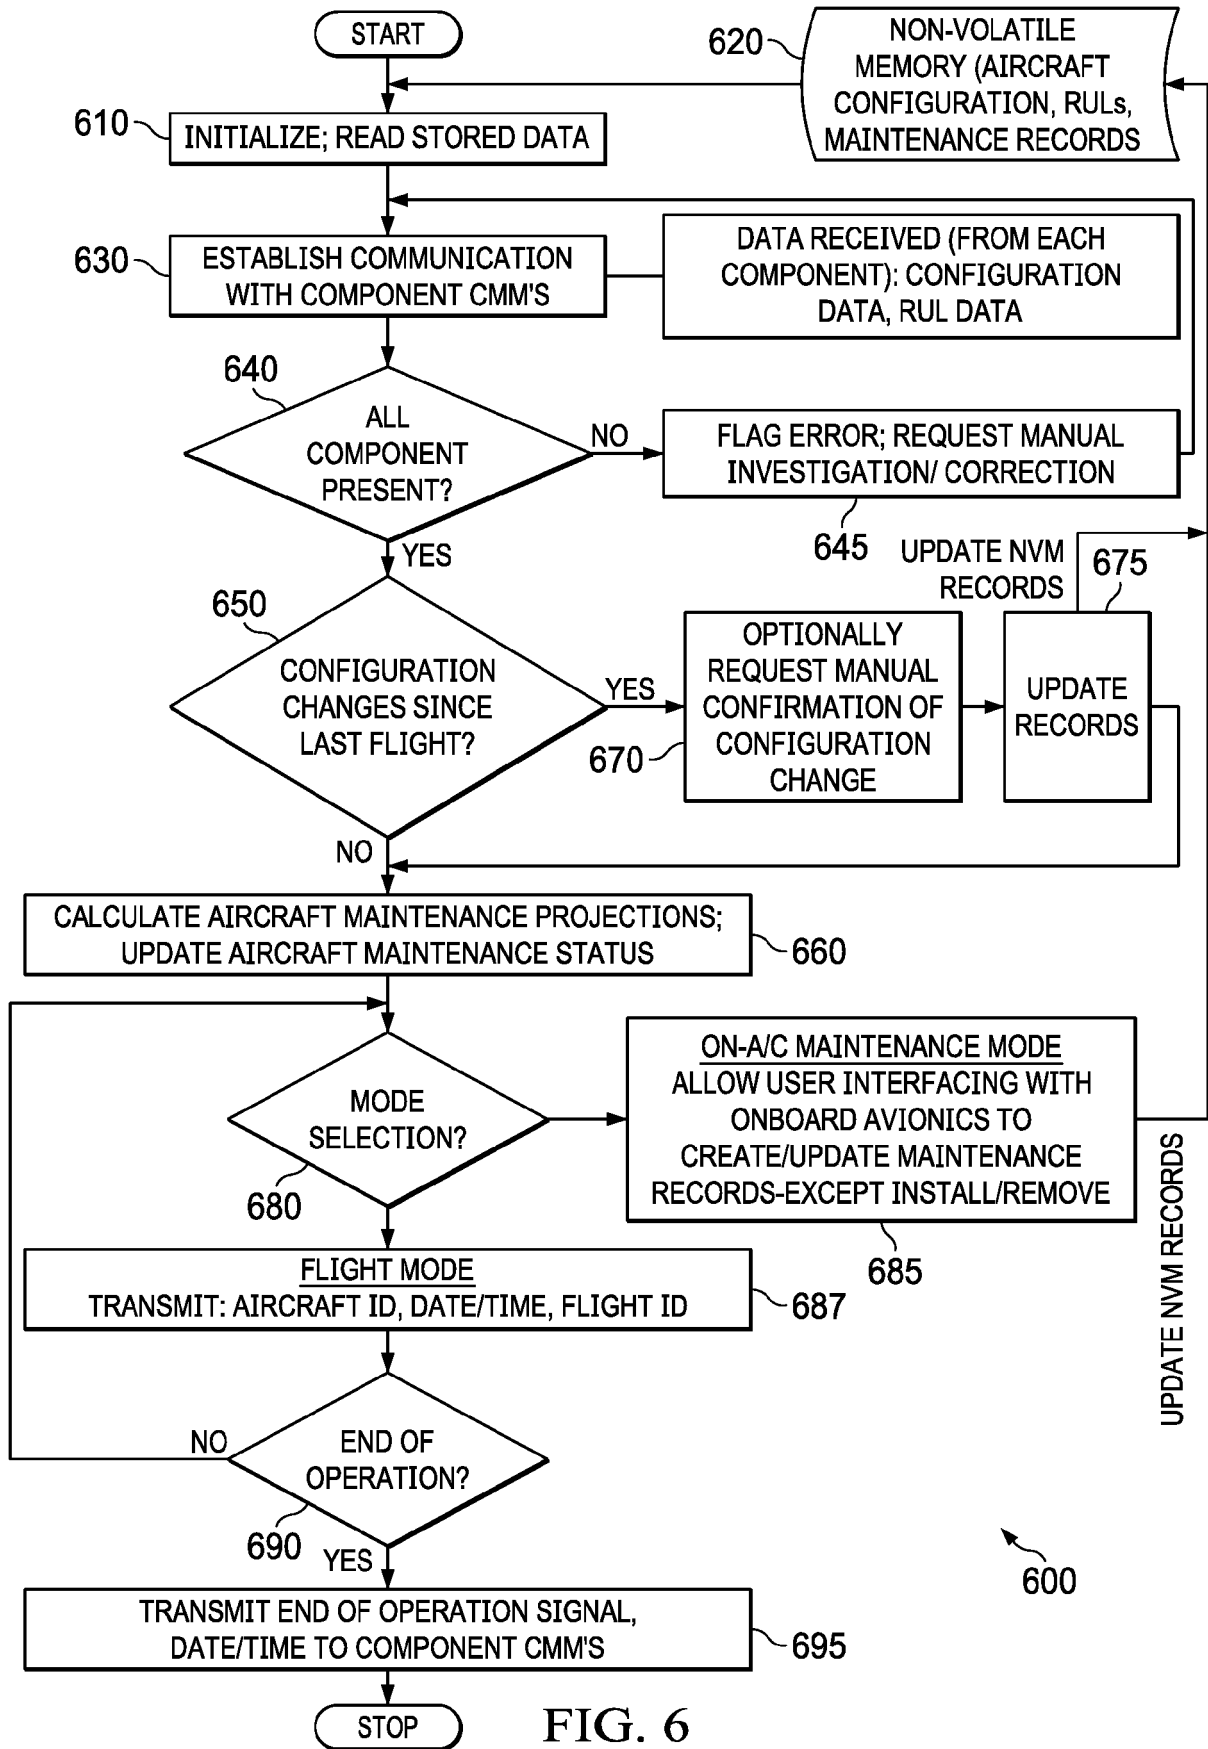 START
620
NON-VOLATILE
MEMORY (AIRCRAFT
CONFIGURATION, RULs,
MAINTENANCE RECORDS
610
INITIALIZE; READ STORED DATA
630
ESTABLISH COMMUNICATION
WITH COMPONENT CMM'S
DATA RECEIVED (FROM EACH
COMPONENT): CONFIGURATION
DATA, RUL DATA
640
ALL
COMPONENT
PRESENT?
NO
FLAG ERROR; REQUEST MANUAL
INVESTIGATION/ CORRECTION
645
YES
UPDATE NVM
RECORDS
675
650
CONFIGURATION
CHANGES SINCE
LAST FLIGHT?
YES
OPTIONALLY
REQUEST MANUAL
CONFIRMATION OF
CONFIGURATION
CHANGE
670
UPDATE
RECORDS
NO
CALCULATE AIRCRAFT MAINTENANCE PROJECTIONS;
UPDATE AIRCRAFT MAINTENANCE STATUS
660
MODE
SELECTION?
680
ON-A/C MAINTENANCE MODE
ALLOW USER INTERFACING WITH
ONBOARD AVIONICS TO
CREATE/UPDATE MAINTENANCE
RECORDS-EXCEPT INSTALL/REMOVE
685
UPDATE NVM RECORDS
FLIGHT MODE
TRANSMIT: AIRCRAFT ID, DATE/TIME, FLIGHT ID
687
NO
END OF
OPERATION?
690
YES
600
TRANSMIT END OF OPERATION SIGNAL,
DATE/TIME TO COMPONENT CMM'S
695
STOP
FIG. 6